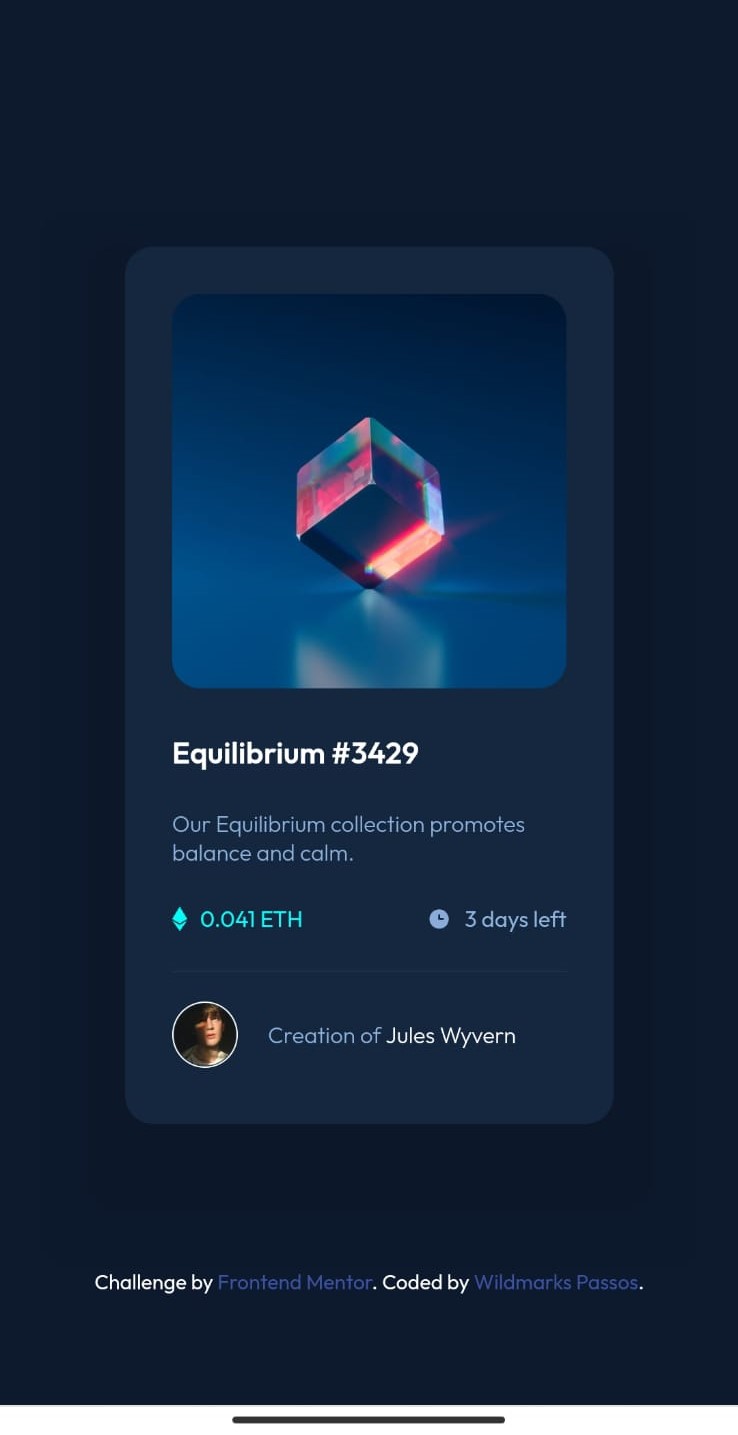 Equilibrium #3429
Our Equilibrium collection promotes
balance and calm.
0.041 ETH
3 days left
Creation of Jules Wyvern
Challenge by Frontend Mentor. Coded by Wildmarks Passos.